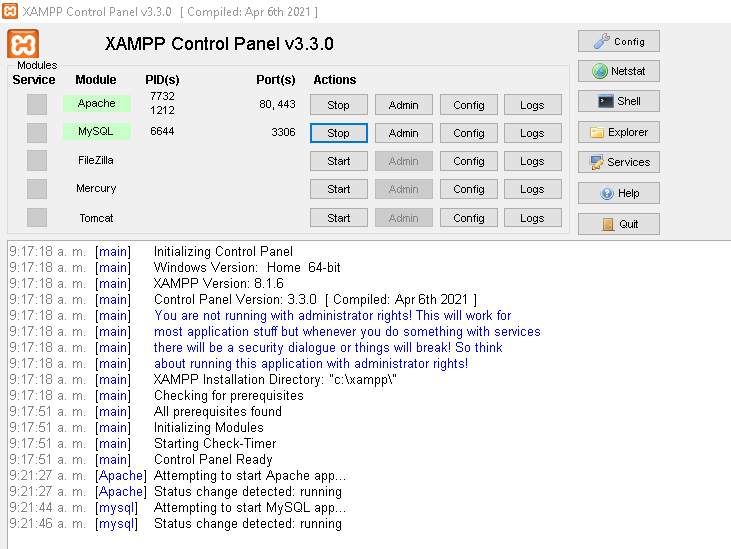 XAMPP Control Panel v3.3.0 [ Compiled: Apr 6th 2021 ]
XAMPP Control Panel v3.3.0
Config
Modules
Service Module PID(s) Port(s) Actions
Netstat
Apache 7732 1212 80, 443 Stop Admin Config Logs
Shell
MySQL 6644 3306 Stop Admin Config Logs
Explorer
FileZilla Start Admin Config Logs
Services
Mercury Start Admin Config Logs
Help
Tomcat Start Admin Config Logs
Quit
9:17:18 a. m. [main] Initializing Control Panel
9:17:18 a. m. [main] Windows Version: Home 64-bit
9:17:18 a. m. [main] XAMPP Version: 8.1.6
9:17:18 a. m. [main] Control Panel Version: 3.3.0 [ Compiled: Apr 6th 2021 ]
9:17:18 a. m. [main] You are not running with administrator rights! This will work for
9:17:18 a. m. [main] most application stuff but whenever you do something with services
9:17:18 a. m. [main] there will be a security dialogue or things will break! So think
9:17:18 a. m. [main] about running this application with administrator rights!
9:17:18 a. m. [main] XAMPP Installation Directory: "c:\xampp\"
9:17:18 a. m. [main] Checking for prerequisites
9:17:51 a. m. [main] All prerequisites found
9:17:51 a. m. [main] Initializing Modules
9:17:51 a. m. [main] Starting Check-Timer
9:17:51 a. m. [main] Control Panel Ready
9:21:27 a. m. [Apache] Attempting to start Apache app...
9:21:27 a. m. [Apache] Status change detected: running
9:21:44 a. m. [mysql] Attempting to start MySQL app...
9:21:46 a. m. [mysql] Status change detected: running